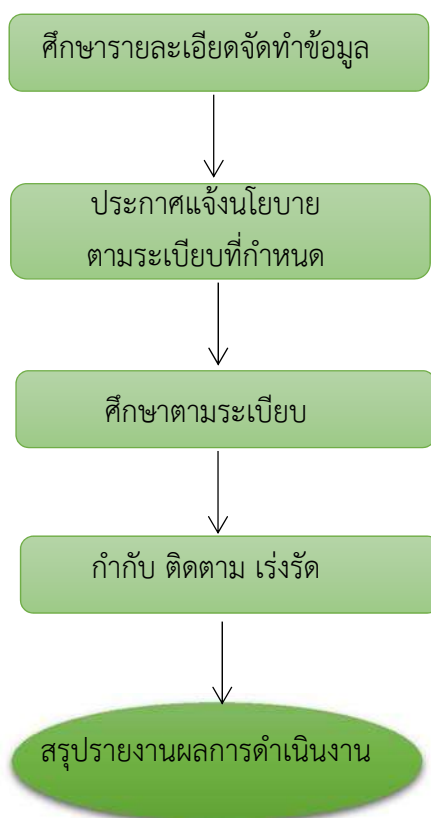 ศึกษารายละเอียดจัดทำข้อมูล
ประกาศแจ้งนโยบาย
ตามระเบียบที่กำหนด
ศึกษาตามระเบียบ
กำกับ ติดตาม เร่งรัด
สรุปรายงานผลการดำเนินงาน